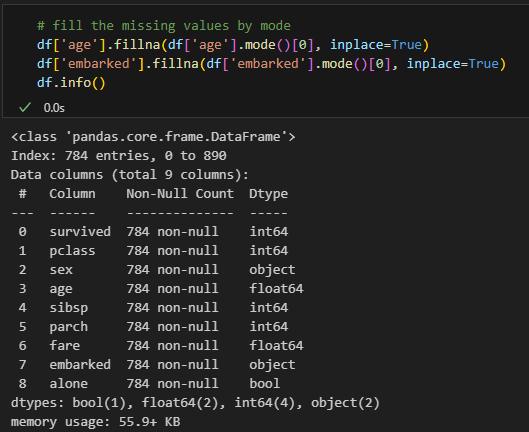 # fill the missing values by mode
df['age'].fillna(df['age'].mode()[0], inplace=True)
df['embarked'].fillna(df['embarked'].mode()[0], inplace=True)
df.info()
✓ 0.0s
<class 'pandas.core.frame.DataFrame'>
Index: 784 entries, 0 to 890
Data columns (total 9 columns):
 #   Column    Non-Null Count  Dtype
---  ------    --------------  -----
 0   survived  784 non-null    int64
 1   pclass    784 non-null    int64
 2   sex       784 non-null    object
 3   age       784 non-null    float64
 4   sibsp     784 non-null    int64
 5   parch     784 non-null    int64
 6   fare      784 non-null    float64
 7   embarked  784 non-null    object
 8   alone     784 non-null    bool
dtypes: bool(1), float64(2), int64(4), object(2)
memory usage: 55.9+ KB